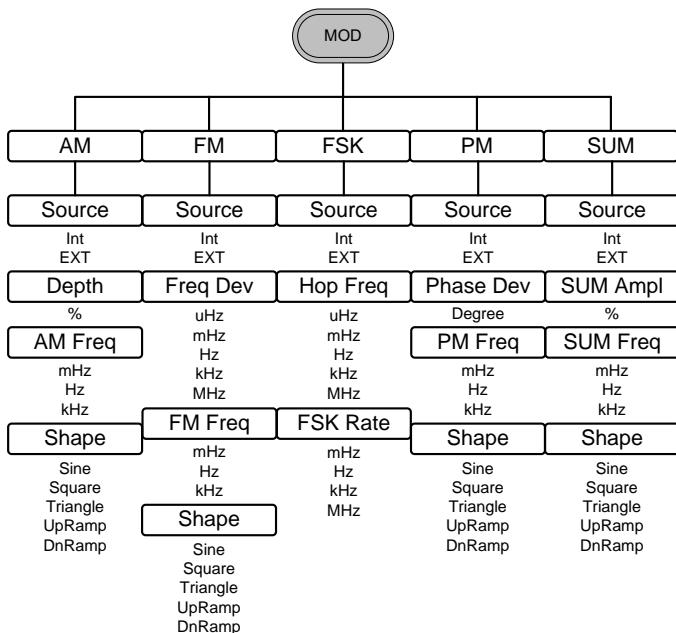 MOD
AM
FM
FSK
PM
SUM
Source
Int
EXT
Depth
%
AM Freq
mHz
Hz
kHz
Shape
Sine
Square
Triangle
UpRamp
DnRamp
Source
Int
EXT
Freq Dev
uHz
mHz
Hz
kHz
MHz
FM Freq
mHz
Hz
kHz
Shape
Sine
Square
Triangle
UpRamp
DnRamp
Source
Int
EXT
Hop Freq
uHz
mHz
Hz
kHz
MHz
FSK Rate
mHz
Hz
kHz
MHz
Source
Int
EXT
Phase Dev
Degree
PM Freq
mHz
Hz
kHz
Shape
Sine
Square
Triangle
UpRamp
DnRamp
Source
Int
EXT
SUM Ampl
%
SUM Freq
mHz
Hz
kHz
Shape
Sine
Square
Triangle
UpRamp
DnRamp